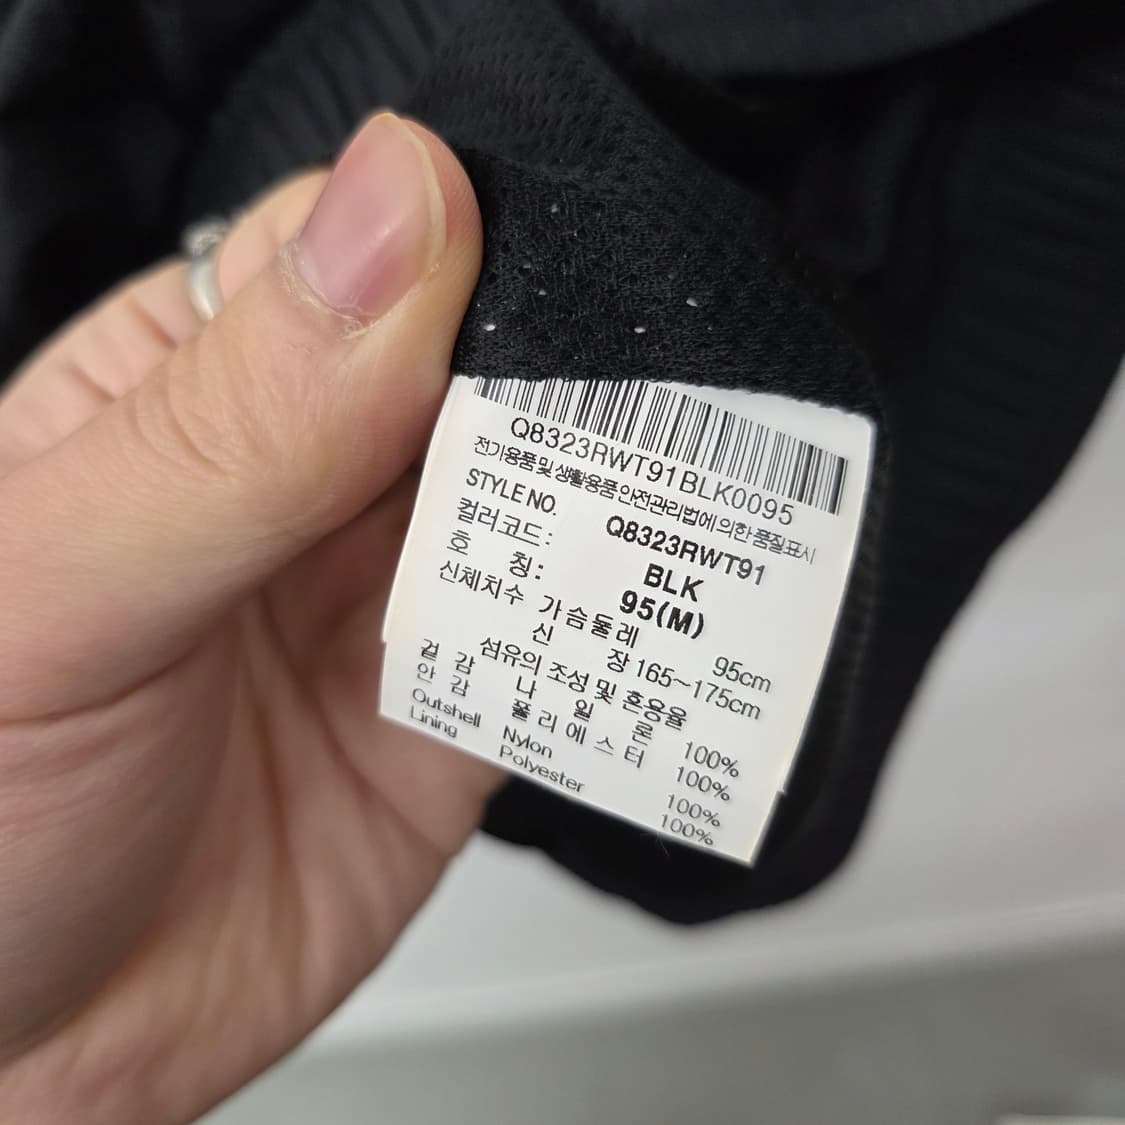 Q8323RWT91BLK0095
전기용품 및 생활용품 안전관리법에 의한 품질표시
STYLE NO. Q8323RWT91
컬러코드: BLK
호 칭: 95(M)
신체치수 가슴둘레 95cm
신 장 165~175cm
섬유의 조성 및 혼용율
겉 감 나 일 론 100%
안 감 폴 리 에 스 터 100%
Outshell Nylon 100%
Lining Polyester 100%